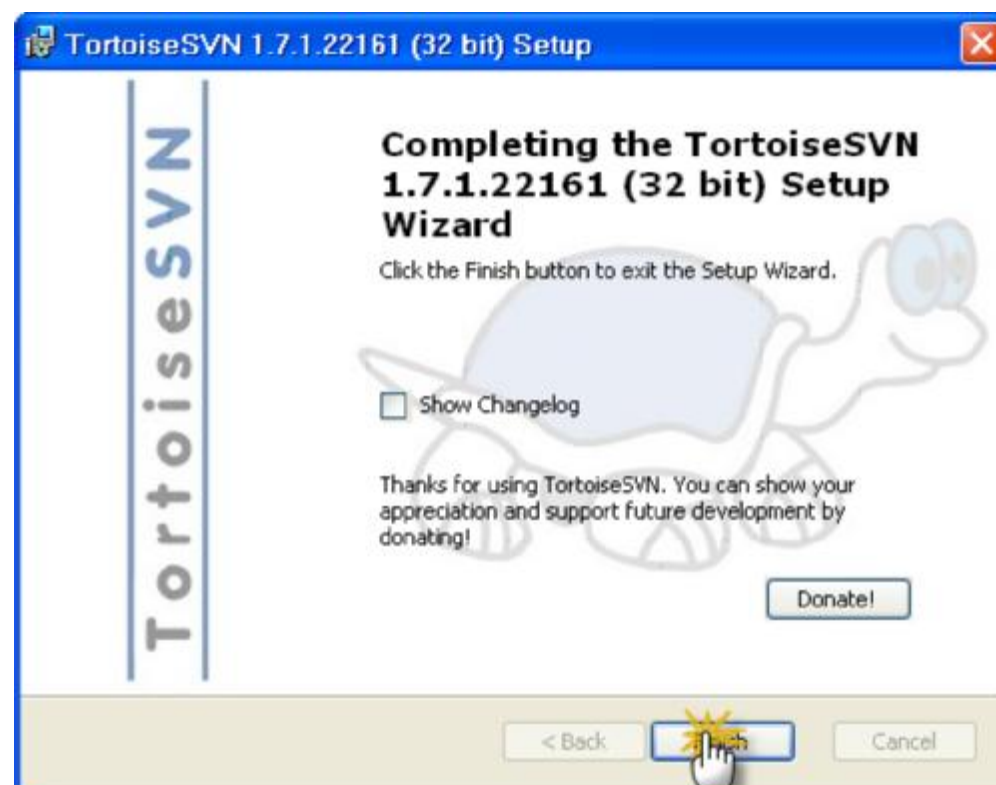 TortoiseSVN 1.7.1.22161 (32 bit) Setup
TortoiseSVN
Completing the TortoiseSVN
1.7.1.22161 (32 bit) Setup
Wizard
Click the Finish button to exit the Setup Wizard.
Show Changelog
Thanks for using TortoiseSVN. You can show your
appreciation and support future development by
donating!
Donate!
< Back
Cancel